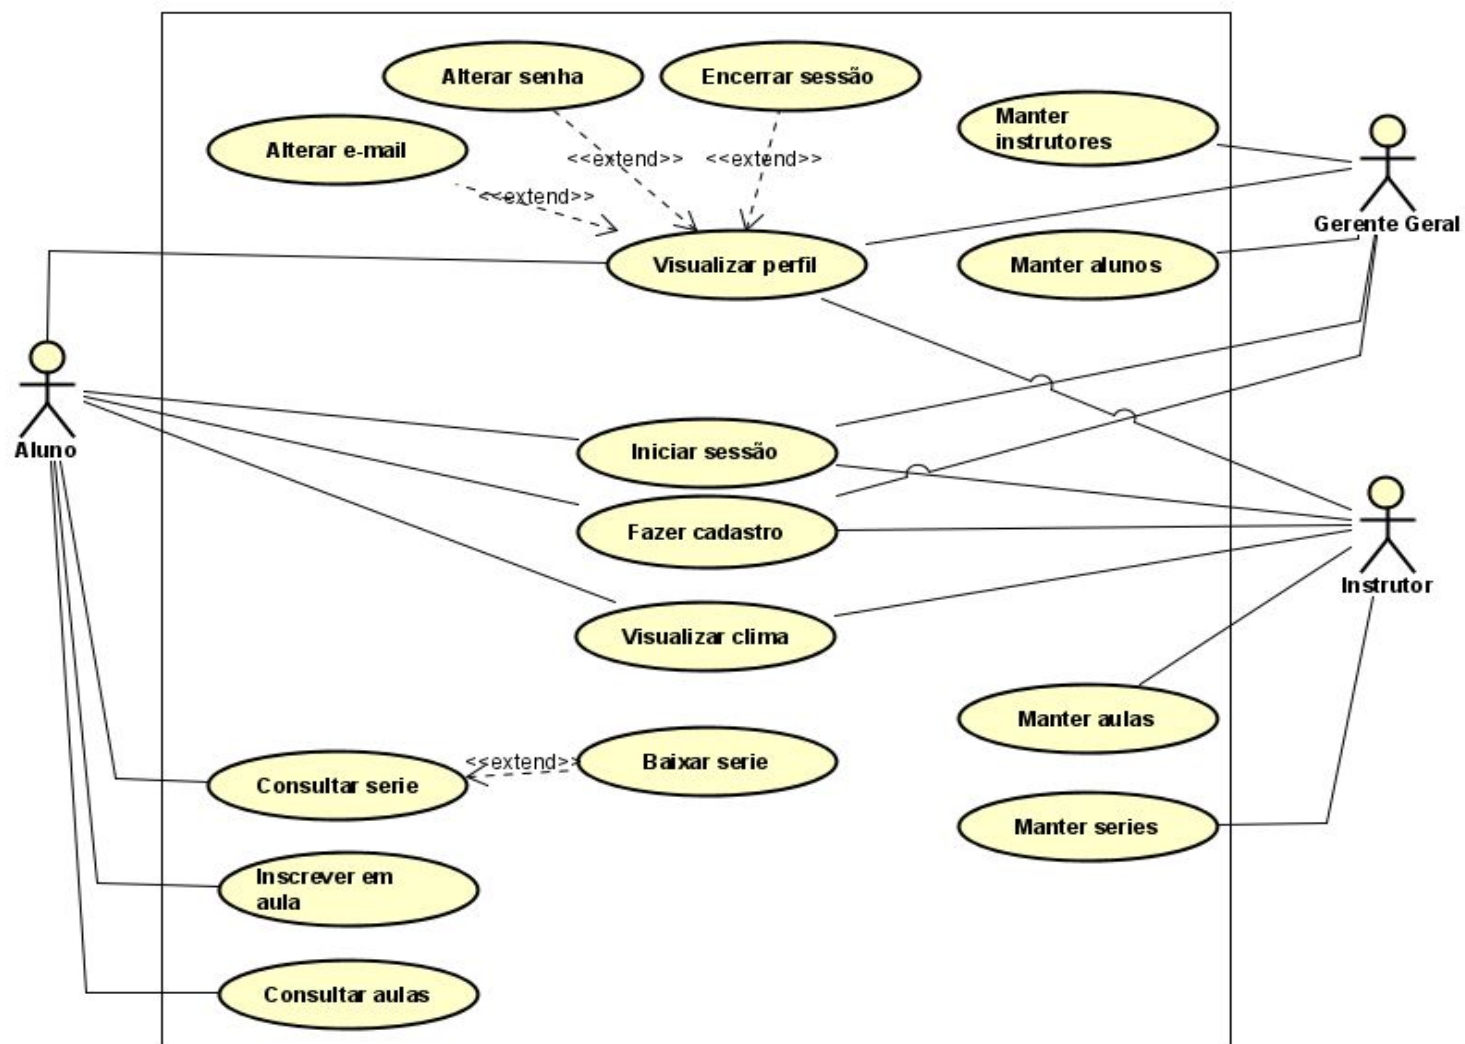 Alterar senha
Encerrar sessão
Manter
instrutores
Alterar e-mail
<<extend>>
<<extend>>
<<extend>>
Gerente Geral
Visualizar perfil
Manter alunos
Aluno
Iniciar sessão
Fazer cadastro
Instrutor
Visualizar clima
Manter aulas
<<extend>>
Baixar serie
Consultar serie
Manter series
Inscrever em
aula
Consultar aulas